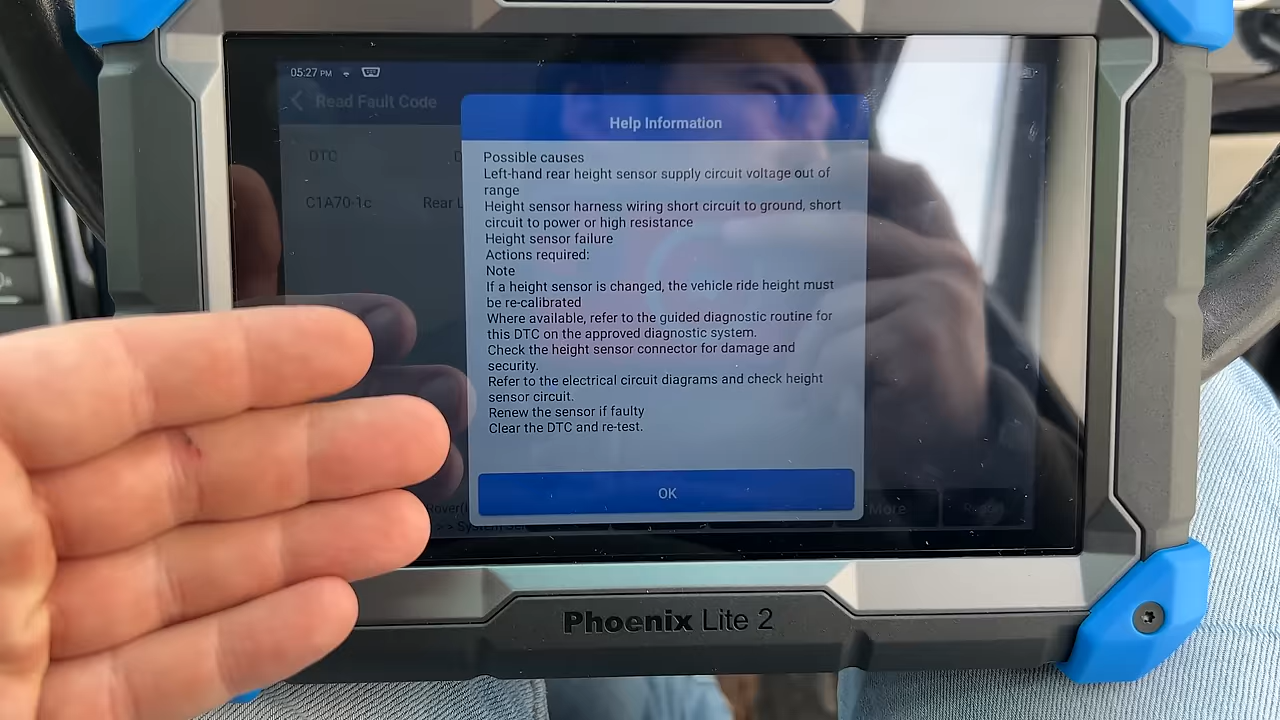 05:27 PM
Read Fault Code
Help Information
DTC
C1A70-1c
Rear L
Possible causes
Left-hand rear height sensor supply circuit voltage out of
range
Height sensor harness wiring short circuit to ground, short
circuit to power or high resistance
Height sensor failure
Actions required:
Note
If a height sensor is changed, the vehicle ride height must
be re-calibrated
Where available, refer to the guided diagnostic routine for
this DTC on the approved diagnostic system.
Check the height sensor connector for damage and
security.
Refer to the electrical circuit diagrams and check height
sensor circuit.
Renew the sensor if faulty
Clear the DTC and re-test.
OK
More
Phoenix Lite 2